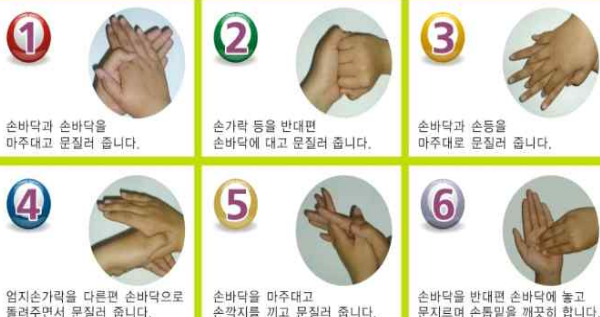 1
손바닥과 손바닥을
마주대고 문질러 줍니다.
2
손가락 등을 반대편
손바닥에 대고 문질러 줍니다.
3
손바닥과 손등을
마주대로 문질러 줍니다.
4
엄지손가락을 다른편 손바닥으로
돌려주면서 문질러 줍니다.
5
손바닥을 마주대고
손깍지를 끼고 문질러 줍니다.
6
손바닥을 반대편 손바닥에 놓고
문지르며 손톱밑을 깨끗히 합니다.